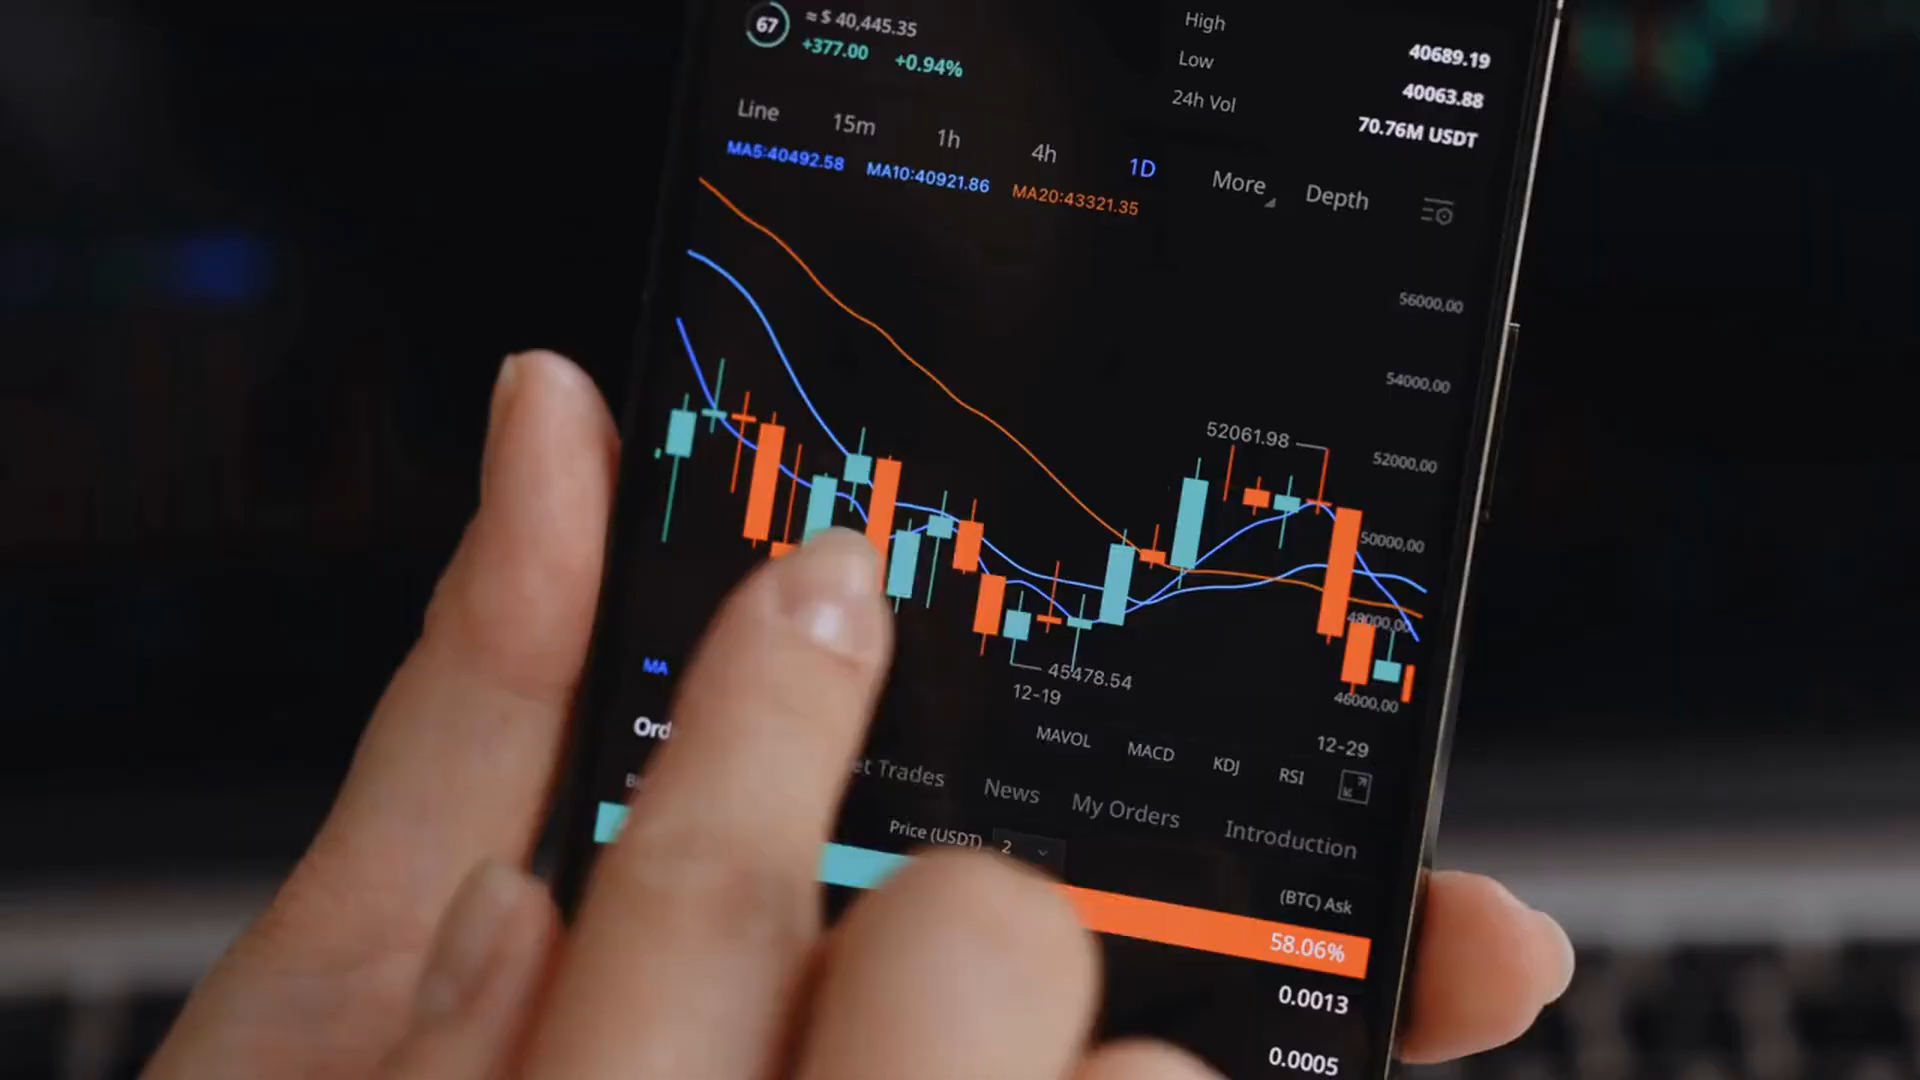 67
≈ $ 40,445.35
+377.00 +0.94%
High 40689.19
Low 40063.88
24h Vol 70.76M USDT
Line 15m 1h 4h 1D More Depth
MA5:40492.58 MA10:40921.86 MA20:43321.35
56000,00
54000,00
52061.98
52000,00
50000,00
48000,00
45478.54
46000,00
12-19
12-29
MA
MAVOL MACD KDJ RSI
Ord
et Trades News My Orders Introduction
Price (USDT) 2
(BTC) Ask
58.06%
0.0013
0.0005